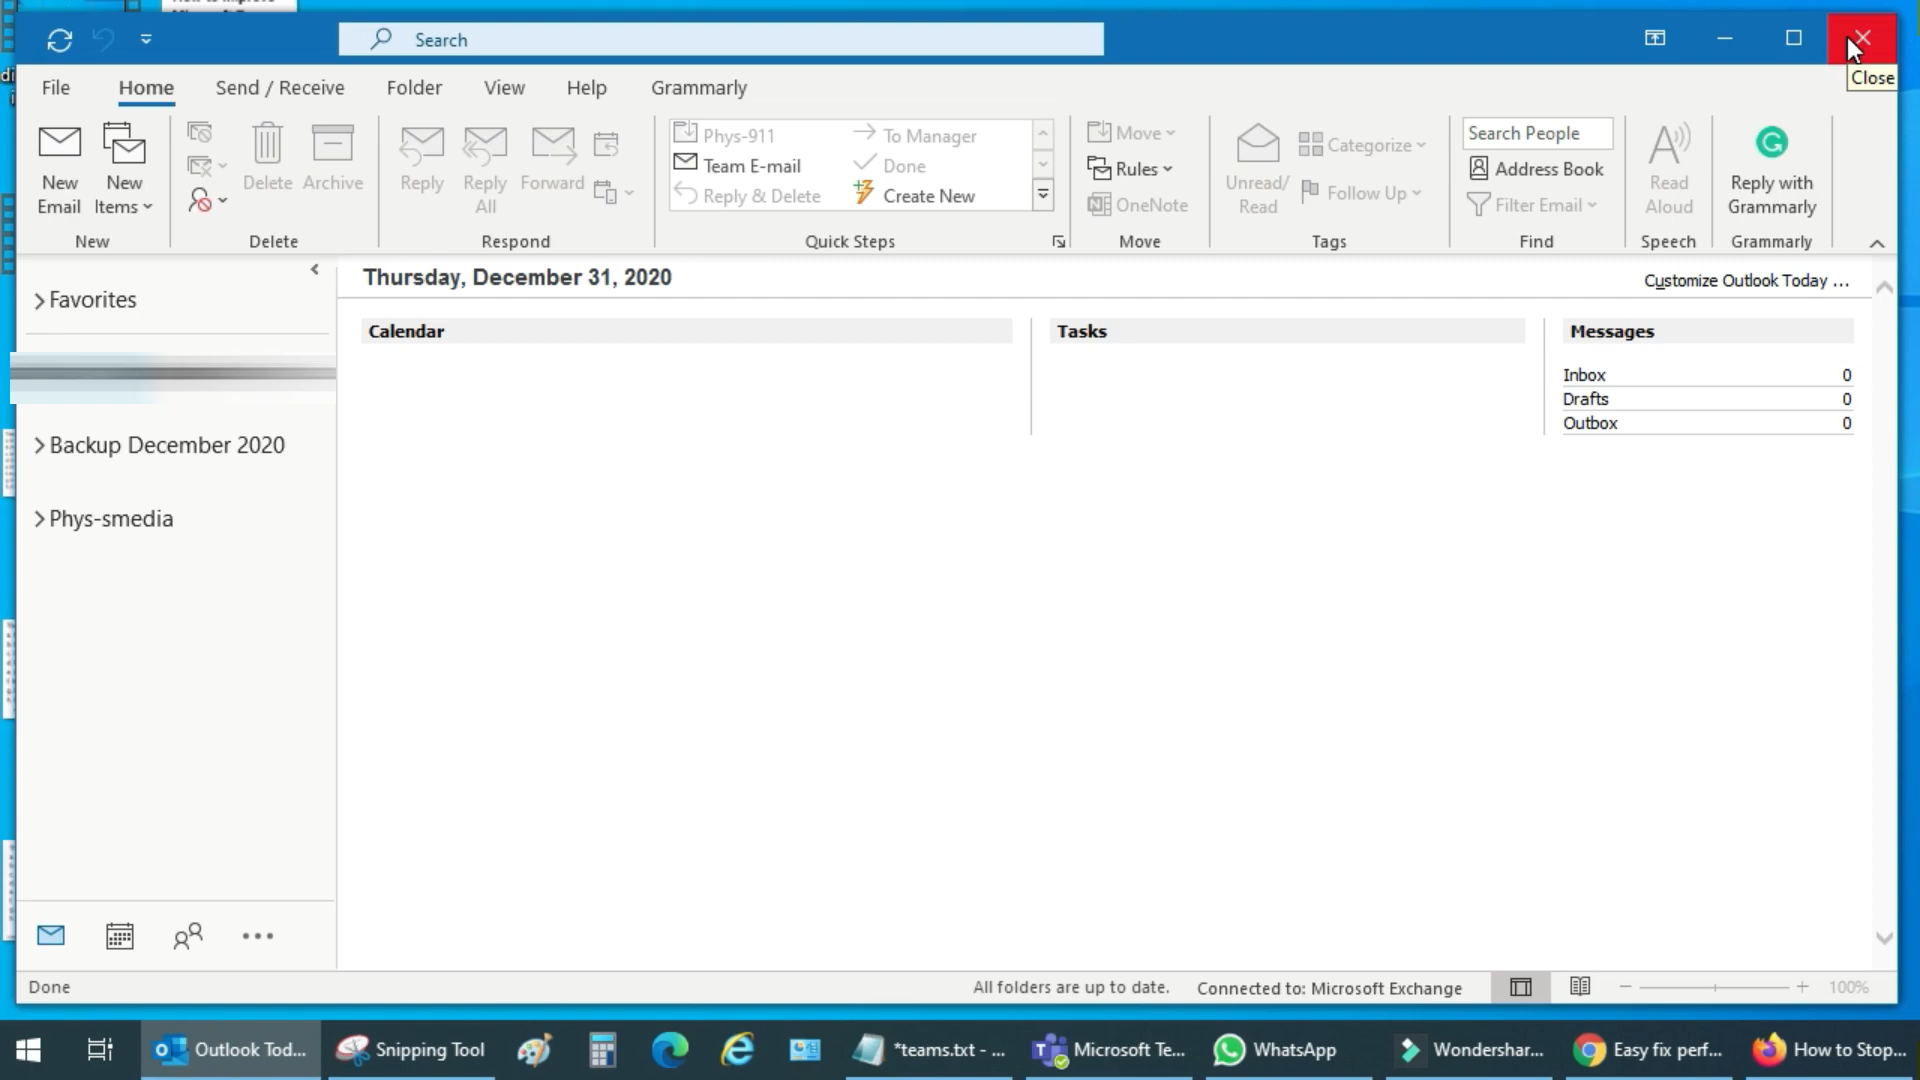 Search
Close
File Home Send / Receive Folder View Help Grammarly
New Email
New Items
Delete
Archive
Reply
Reply All
Forward
Phys-911
Team E-mail
Reply & Delete
To Manager
Done
Create New
Move
Rules
OneNote
Unread/ Read
Categorize
Follow Up
Search People
Address Book
Filter Email
Read Aloud
Reply with Grammarly
New Delete Respond Quick Steps Move Tags Find Speech Grammarly
Favorites
Backup December 2020
Phys-smedia
Thursday, December 31, 2020
Customize Outlook Today ...
Calendar
Tasks
Messages
Inbox 0
Drafts 0
Outbox 0
Done
All folders are up to date. Connected to: Microsoft Exchange 100%
Outlook Tod... Snipping Tool *teams.txt - ... Microsoft Te... WhatsApp Wondershar... Easy fix perf... How to Stop...